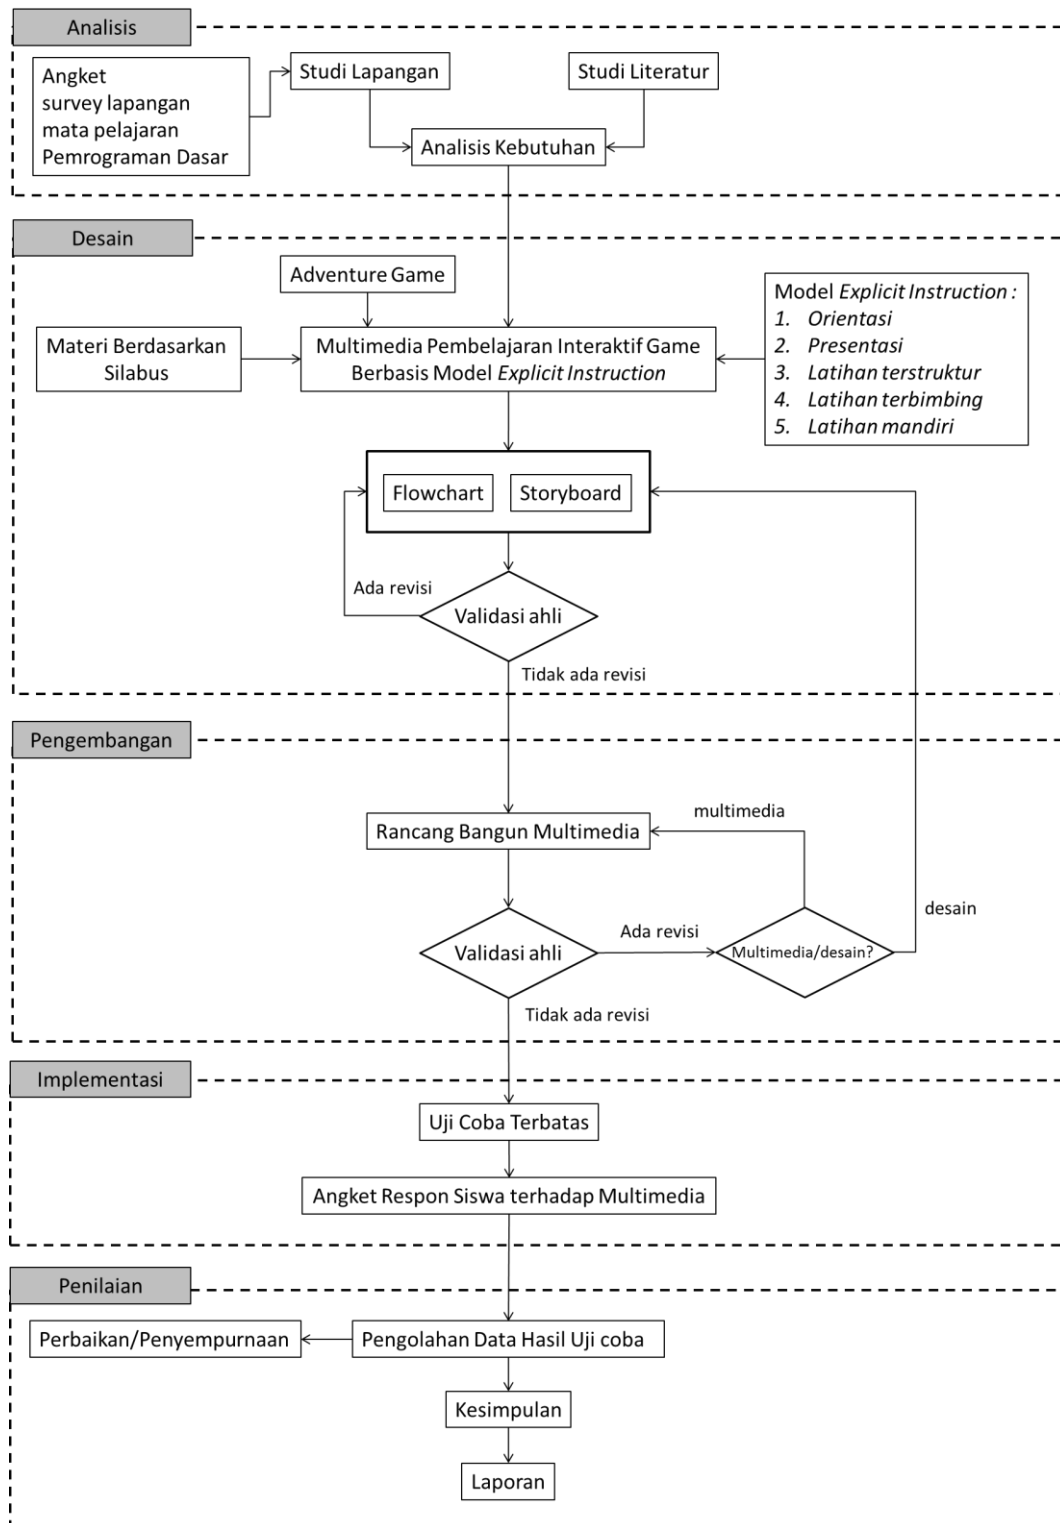 Analisis
Angket
survey lapangan
mata pelajaran
Pemrograman Dasar
Studi Lapangan
Studi Literatur
Analisis Kebutuhan
Desain
Adventure Game
Materi Berdasarkan
Silabus
Multimedia Pembelajaran Interaktif Game
Berbasis Model Explicit Instruction
Model Explicit Instruction :
1. Orientasi
2. Presentasi
3. Latihan terstruktur
4. Latihan terbimbing
5. Latihan mandiri
Flowchart
Storyboard
Ada revisi
Validasi ahli
Tidak ada revisi
Pengembangan
multimedia
Rancang Bangun Multimedia
desain
Validasi ahli
Ada revisi
Multimedia/desain?
Tidak ada revisi
Implementasi
Uji Coba Terbatas
Angket Respon Siswa terhadap Multimedia
Penilaian
Perbaikan/Penyempurnaan
Pengolahan Data Hasil Uji coba
Kesimpulan
Laporan